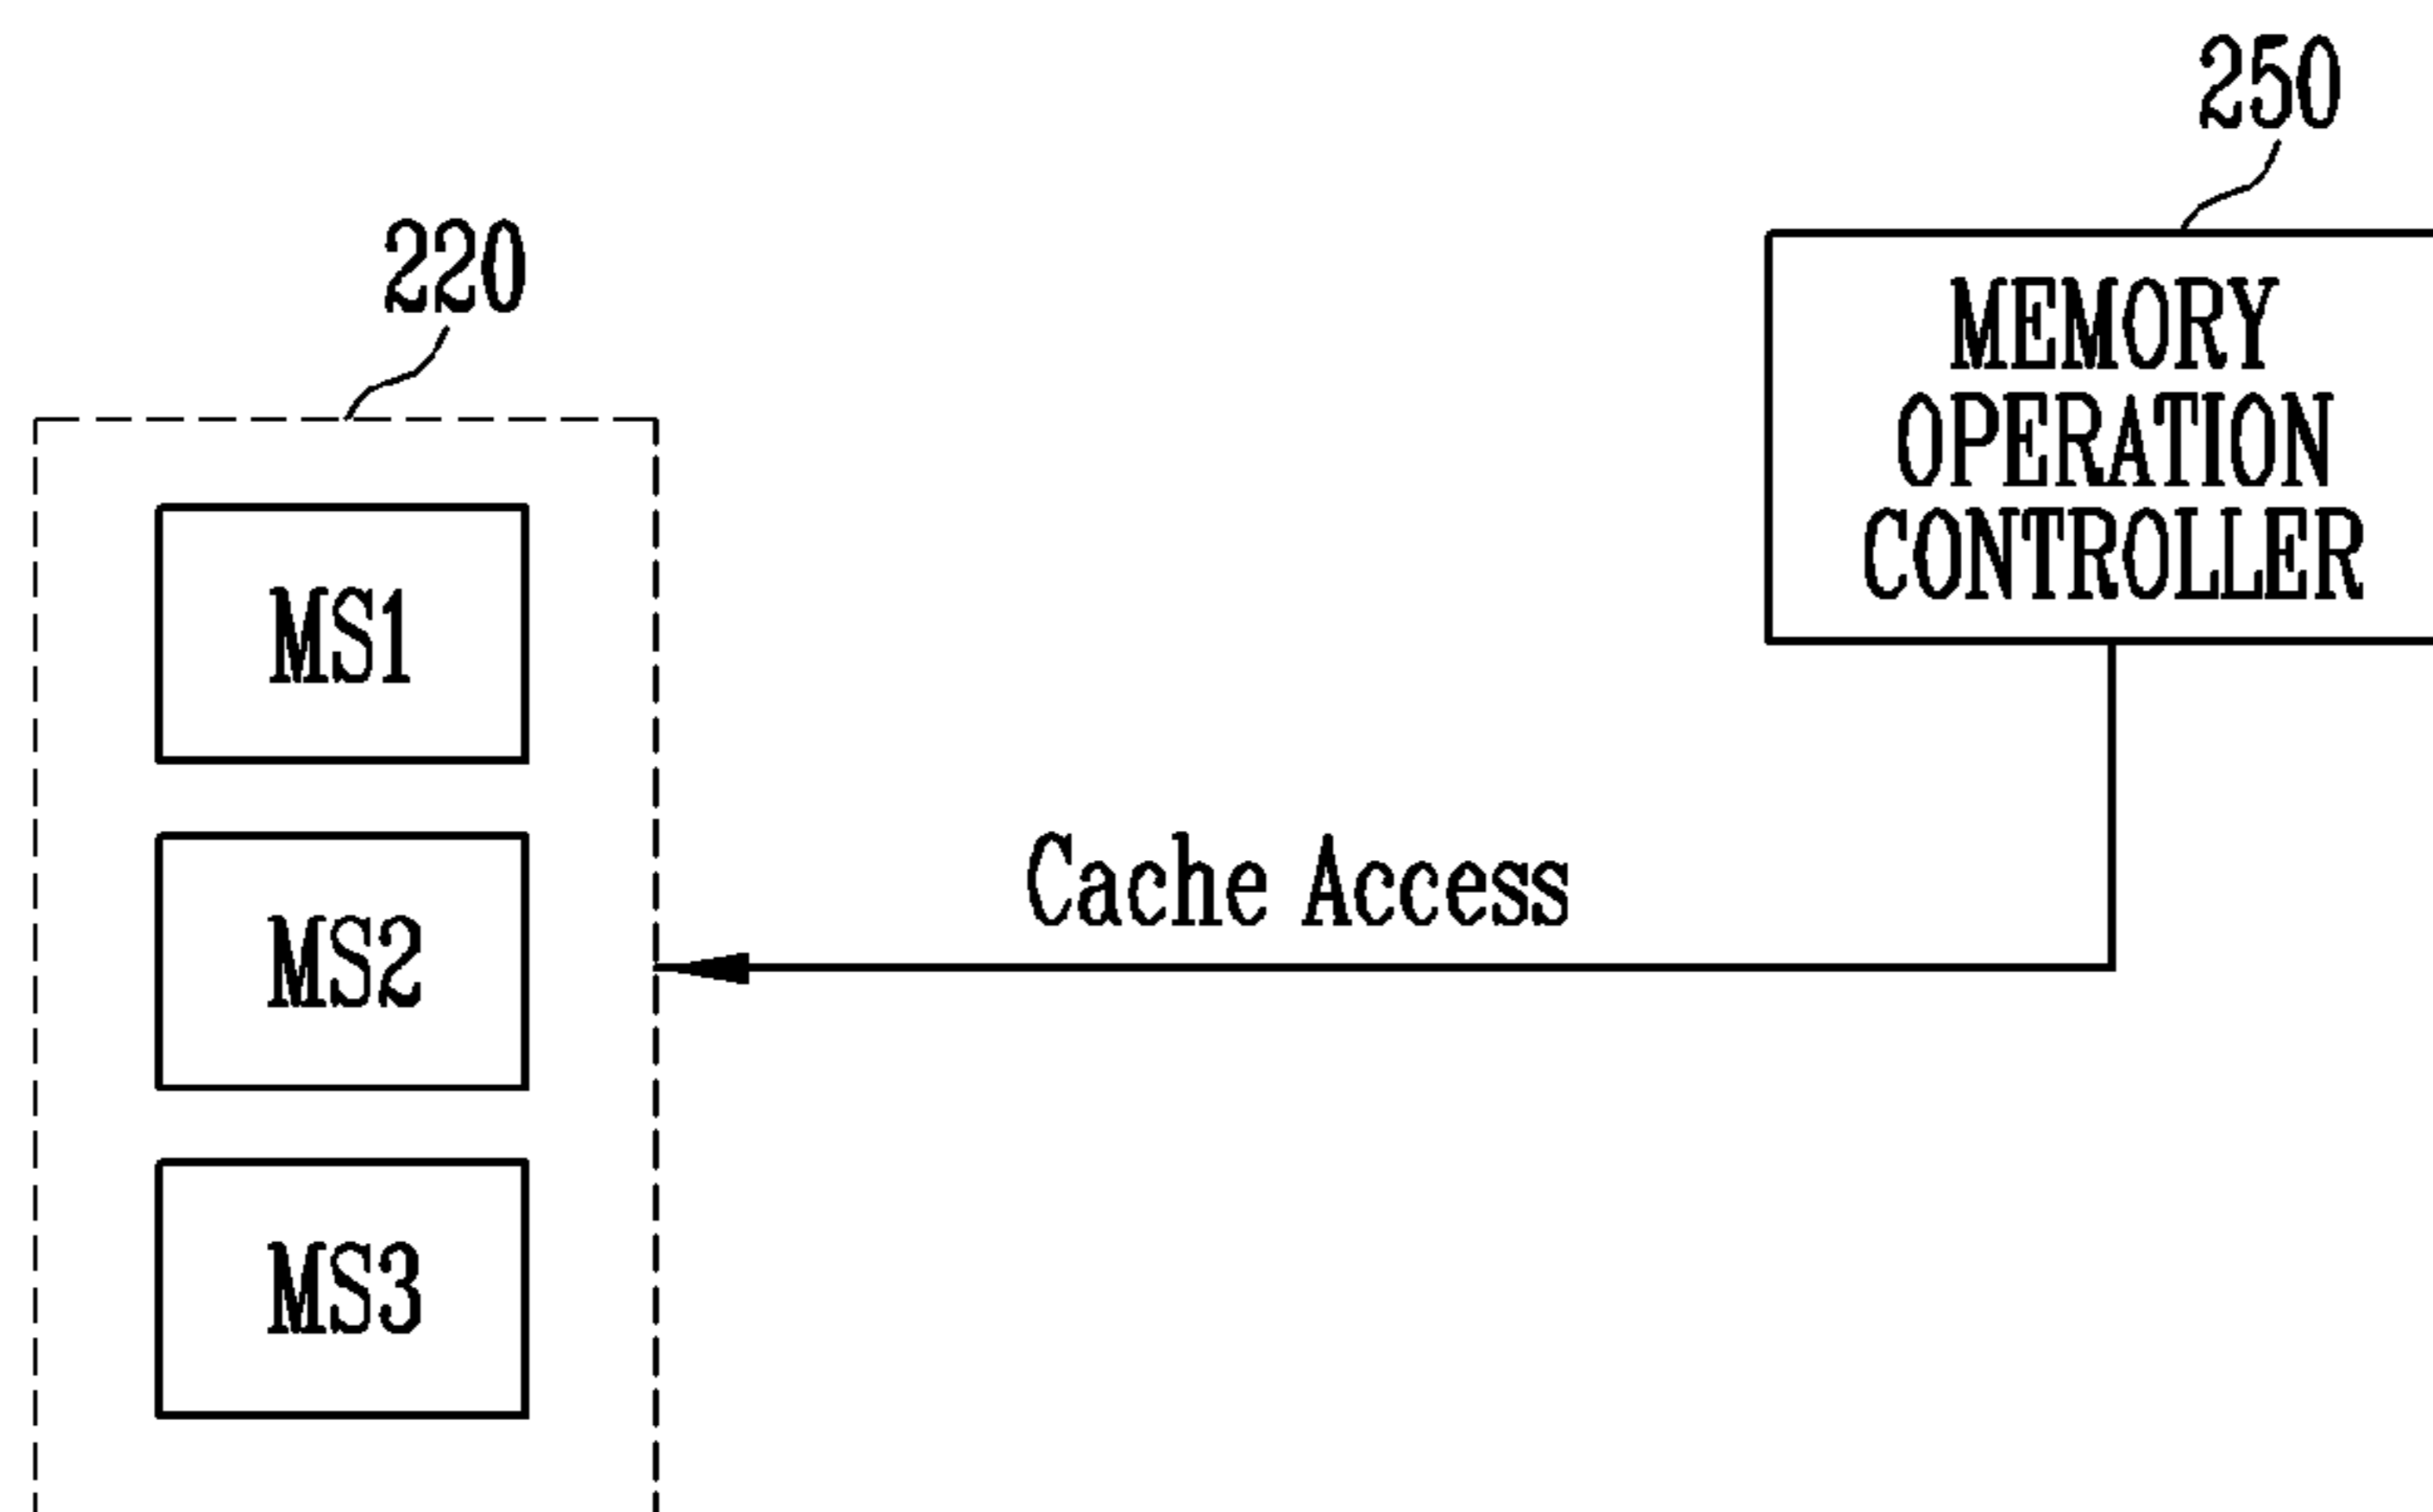 250
220
MEMORY
OPERATION
CONTROLLER
MS1
Cache Access
MS2
MS3